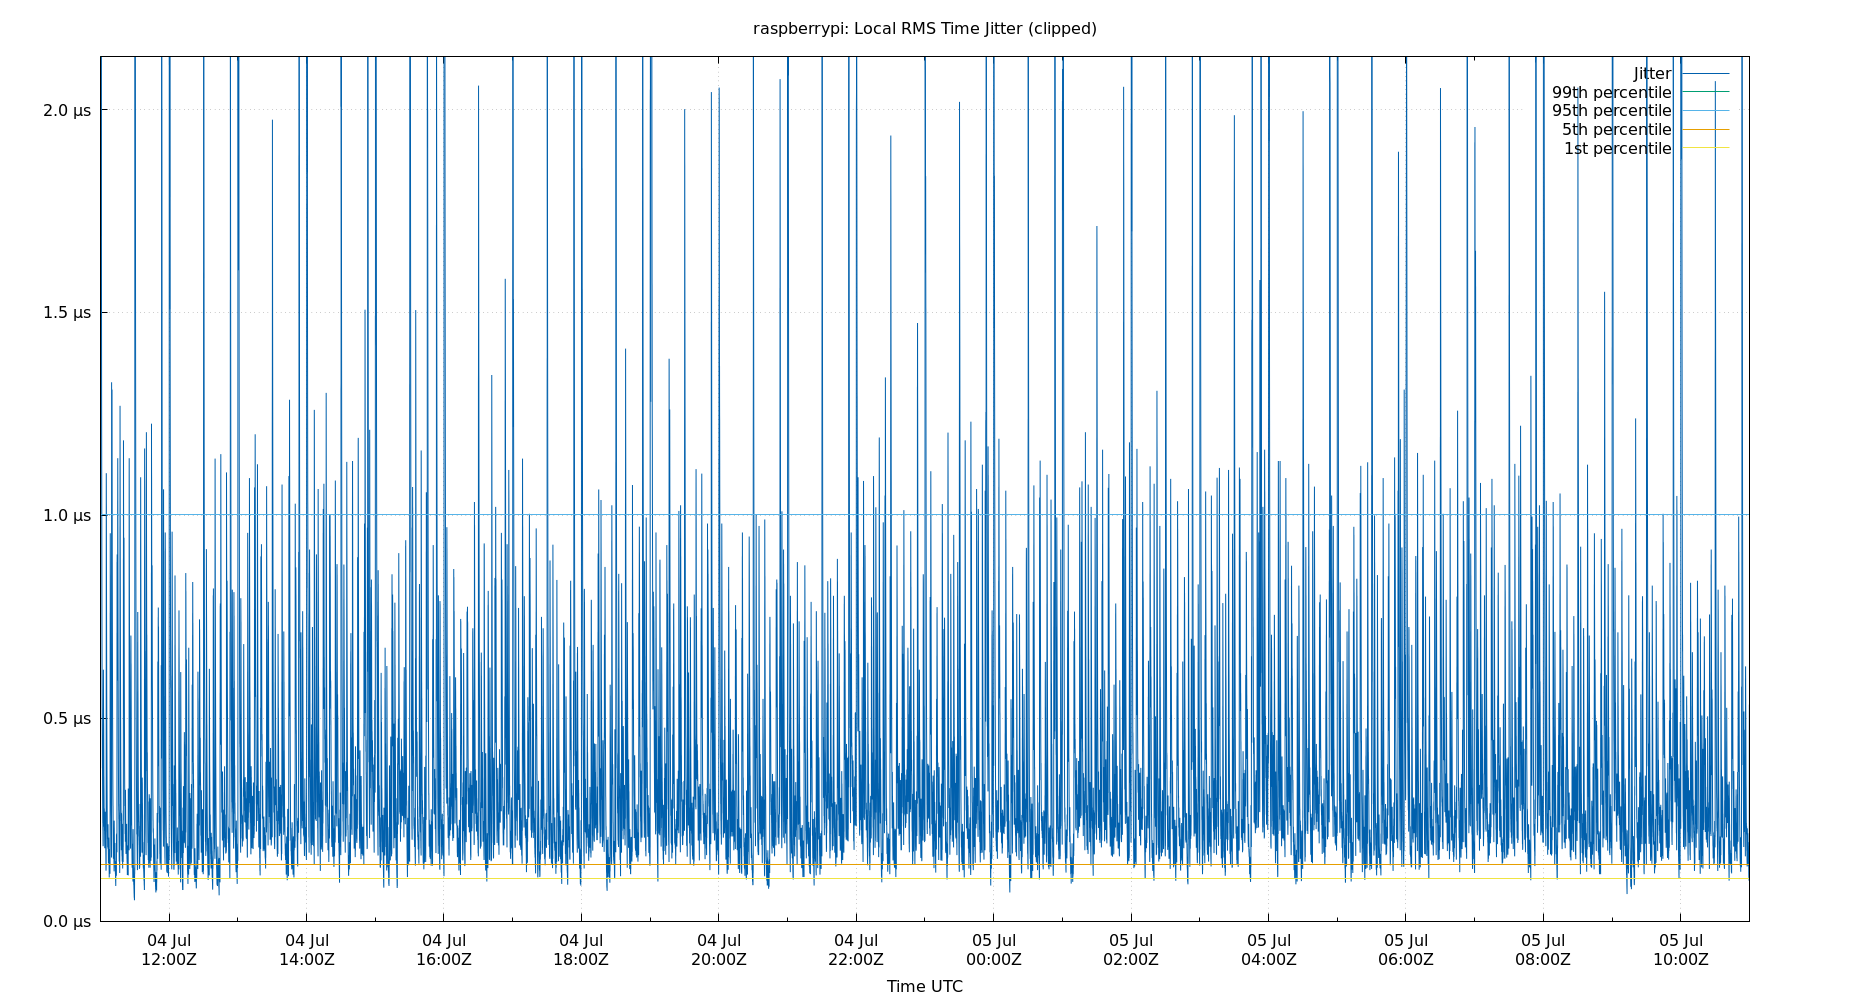 raspberrypi: Local RMS Time Jitter (clipped)
Jitter
99th percentile
95th percentile
5th percentile
1st percentile
2.0 µs
1.5 µs
1.0 µs
0.5 µs
0.0 µs
04 Jul 04 Jul 04 Jul 04 Jul 04 Jul 04 Jul 05 Jul 05 Jul 05 Jul 05 Jul 05 Jul 05 Jul
12:00Z 14:00Z 16:00Z 18:00Z 20:00Z 22:00Z 00:00Z 02:00Z 04:00Z 06:00Z 08:00Z 10:00Z
Time UTC